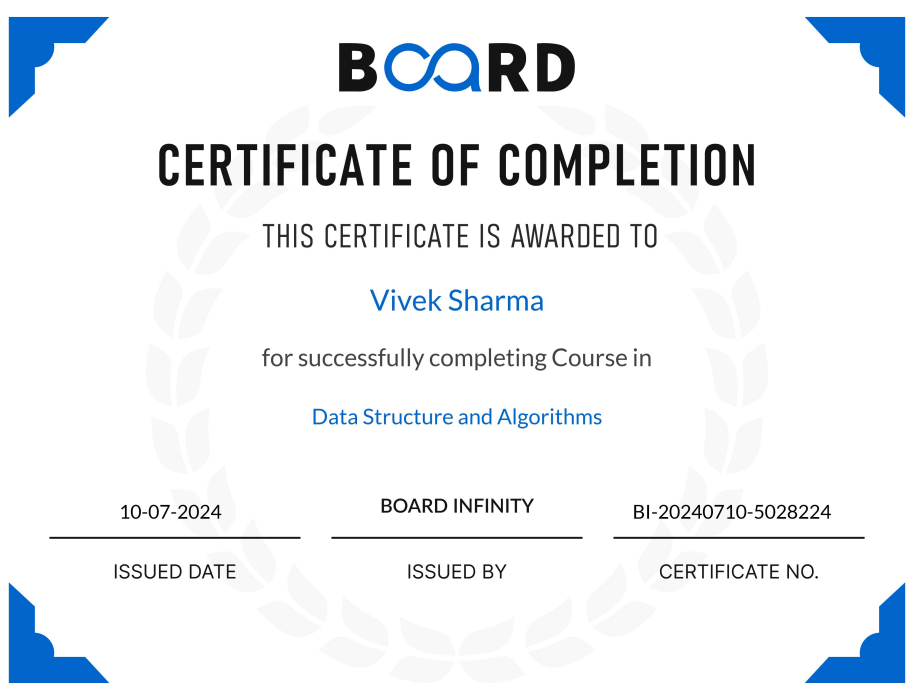 BOARD
CERTIFICATE OF COMPLETION
THIS CERTIFICATE IS AWARDED TO
Vivek Sharma
for successfully completing Course in
Data Structure and Algorithms
10-07-2024
BOARD INFINITY
BI-20240710-5028224
ISSUED DATE
ISSUED BY
CERTIFICATE NO.